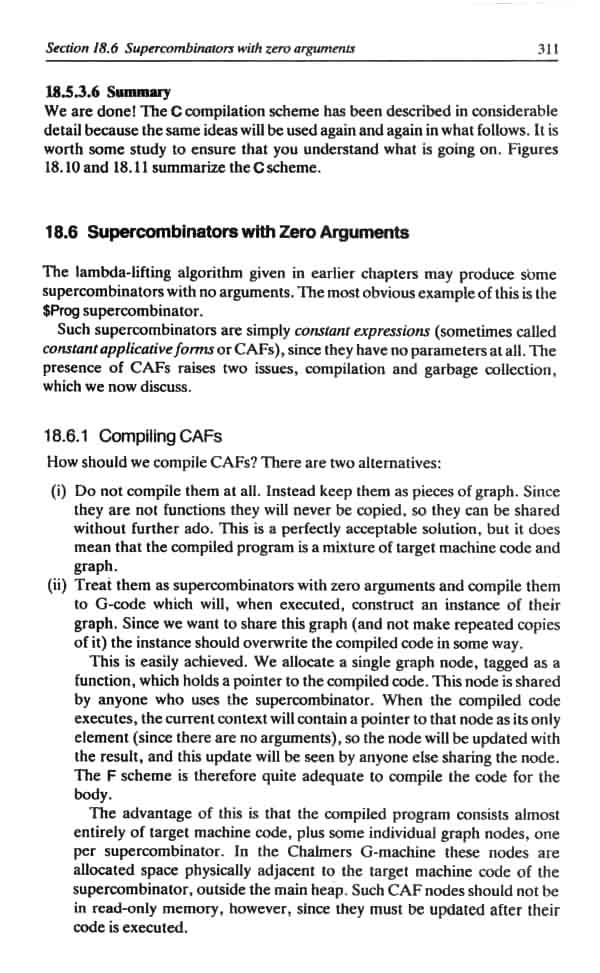 Section 18.6 Supercombinators with zero arguments 311
18.5.3.6 Summary
We are done! The C compilation scheme has been described in considerable
detail because the same ideas will be used again and again in what follows. It is
worth some study to ensure that you understand what is going on. Figures
18.10 and 18.11 summarize the C scheme.
18.6 Supercombinators with Zero Arguments
The lambda-lifting algorithm given in earlier chapters may produce some
supercombinators with no arguments. The most obvious example of this is the
$Prog supercombinator.
Such supercombinators are simply constant expressions (sometimes called
constant applicative forms or CAFs), since they have no parameters at all. The
presence of CAFs raises two issues, compilation and garbage collection,
which we now discuss.
18.6.1 Compiling CAFs
How should we compile CAFs? There are two alternatives:
(i) Do not compile them at all. Instead keep them as pieces of graph. Since
they are not functions they will never be copied, so they can be shared
without further ado. This is a perfectly acceptable solution, but it does
mean that the compiled program is a mixture of target machine code and
graph.
(ii) Treat them as supercombinators with zero arguments and compile them
to G-code which will, when executed, construct an instance of their
graph. Since we want to share this graph (and not make repeated copies
of it) the instance should overwrite the compiled code in some way.
This is easily achieved. We allocate a single graph node, tagged as a
function, which holds a pointer to the compiled code. This node is shared
by anyone who uses the supercombinator. When the compiled code
executes, the current context will contain a pointer to that node as its only
element (since there are no arguments), so the node will be updated with
the result, and this update will be seen by anyone else sharing the node.
The F scheme is therefore quite adequate to compile the code for the
body.
The advantage of this is that the compiled program consists almost
entirely of target machine code, plus some individual graph nodes, one
per supercombinator. In the Chalmers G-machine these nodes are
allocated space physically adjacent to the target machine code of the
supercombinator, outside the main heap. Such CAF nodes should not be
in read-only memory, however, since they must be updated after their
code is executed.